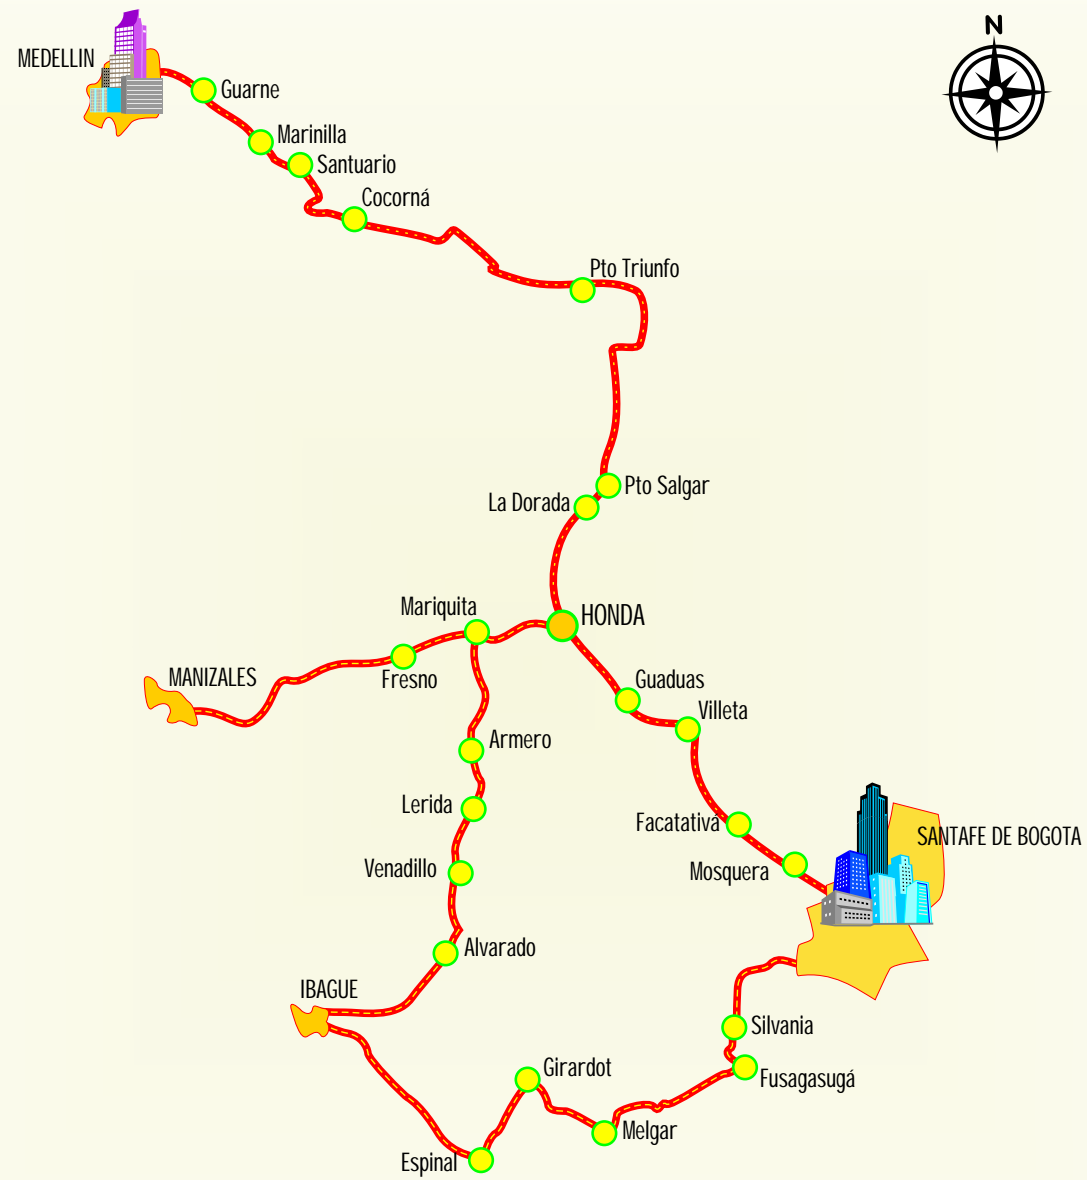 N
MEDELLIN
Guarne
Marinilla
Santuario
Cocorná
Pto Triunfo
Pto Salgar
La Dorada
Mariquita
HONDA
Fresno
MANIZALES
Guaduas
Villeta
Armero
Lerida
Facatativá
SANTAFE DE BOGOTA
Venadillo
Mosquera
Alvarado
IBAGUE
Silvania
Girardot
Fusagasugá
Melgar
Espinal